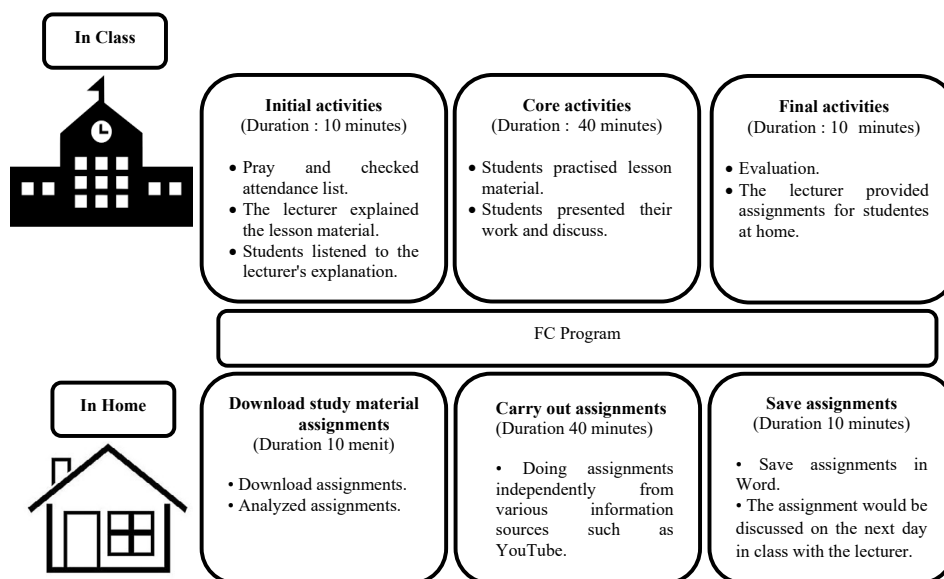 In Class
Initial activities
(Duration : 10 minutes)
• Pray and checked
attendance list.
• The lecturer explained
the lesson material.
• Students listened to the
lecturer's explanation.
Core activities
(Duration : 40 minutes)
• Students practised lesson
material.
• Students presented their
work and discuss.
Final activities
(Duration : 10 minutes)
• Evaluation.
• The lecturer provided
assignments for studentes
at home.
FC Program
In Home
Download study material
assignments
(Duration 10 menit)
• Download assignments.
• Analyzed assignments.
Carry out assignments
(Duration 40 minutes)
• Doing assignments
independently from
various information
sources such as
YouTube.
Save assignments
(Duration 10 minutes)
• Save assignments in
Word.
• The assignment would be
discussed on the next day
in class with the lecturer.